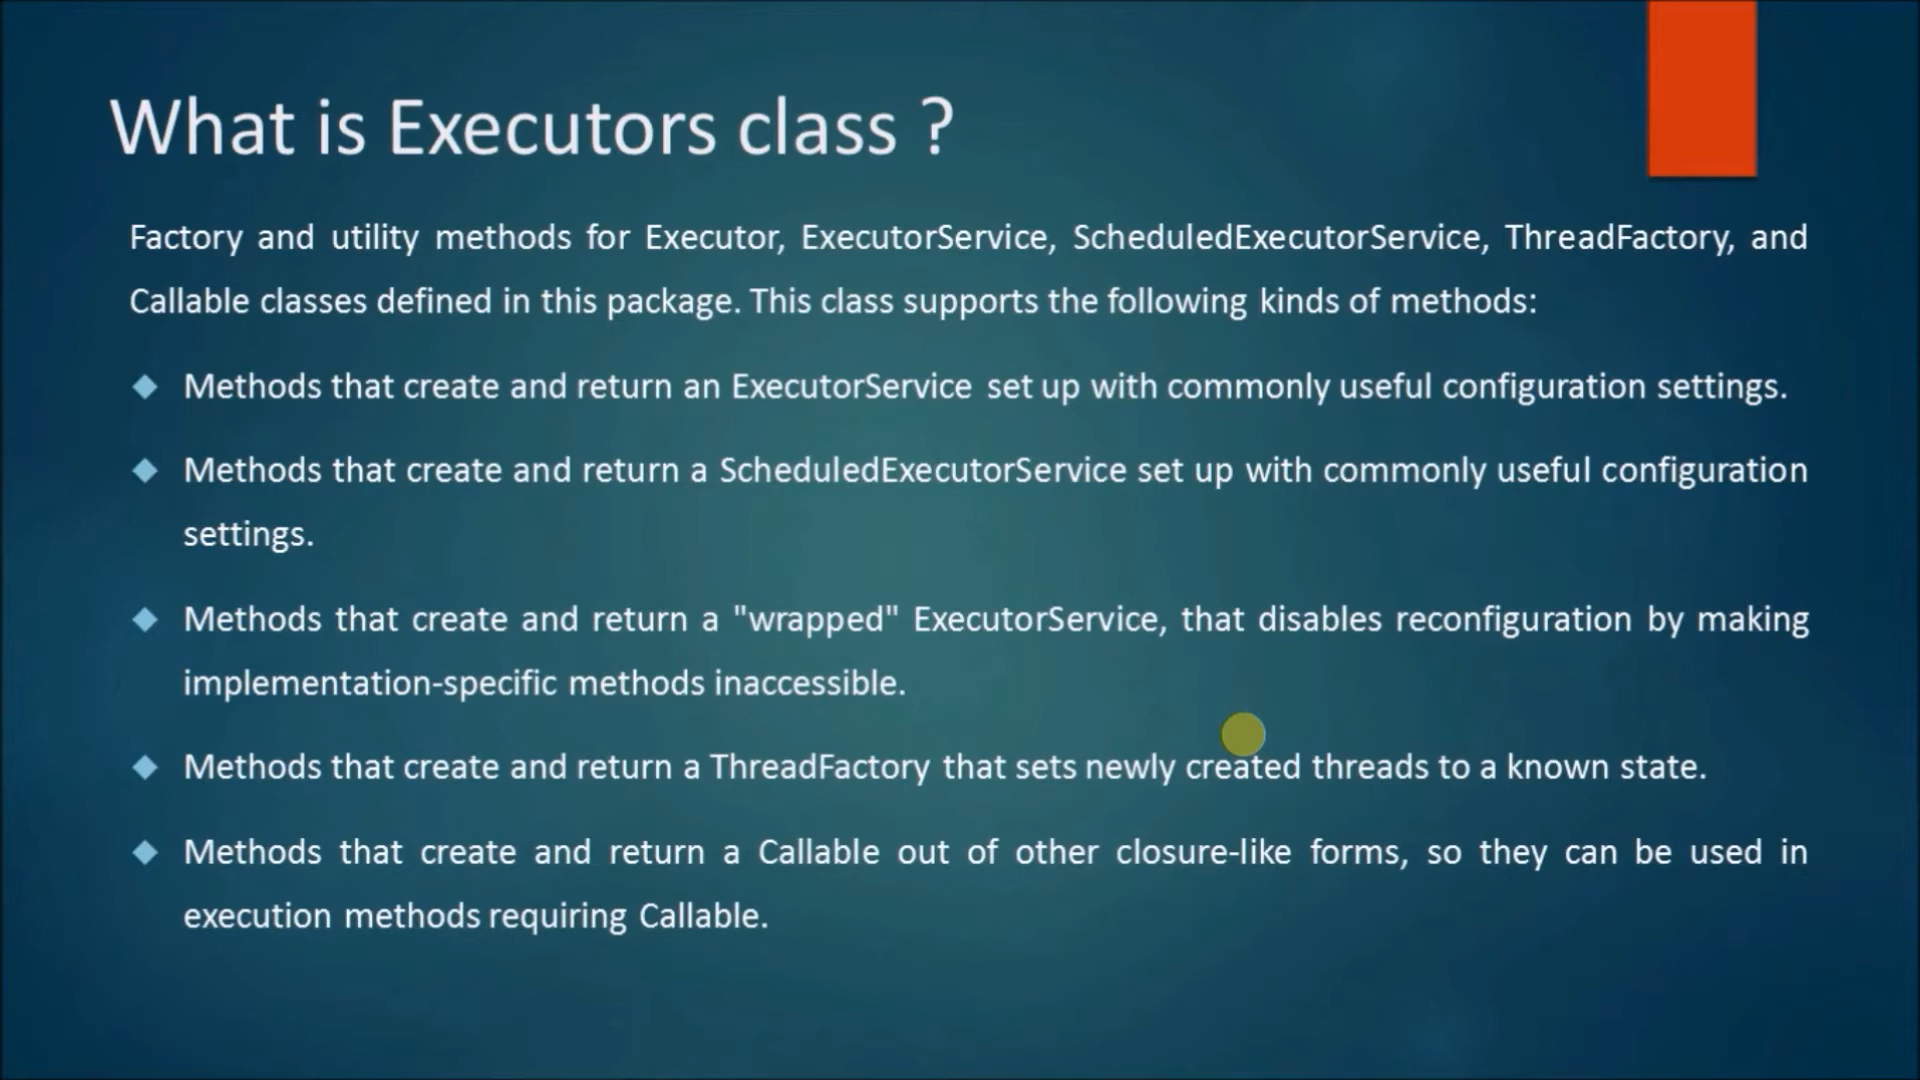 What is Executors class ?
Factory and utility methods for Executor, ExecutorService, ScheduledExecutorService, ThreadFactory, and
Callable classes defined in this package. This class supports the following kinds of methods:
Methods that create and return an ExecutorService set up with commonly useful configuration settings.
Methods that create and return a ScheduledExecutorService set up with commonly useful configuration
settings.
Methods that create and return a "wrapped" ExecutorService, that disables reconfiguration by making
implementation-specific methods inaccessible.
Methods that create and return a ThreadFactory that sets newly created threads to a known state.
Methods that create and return a Callable out of other closure-like forms, so they can be used in
execution methods requiring Callable.